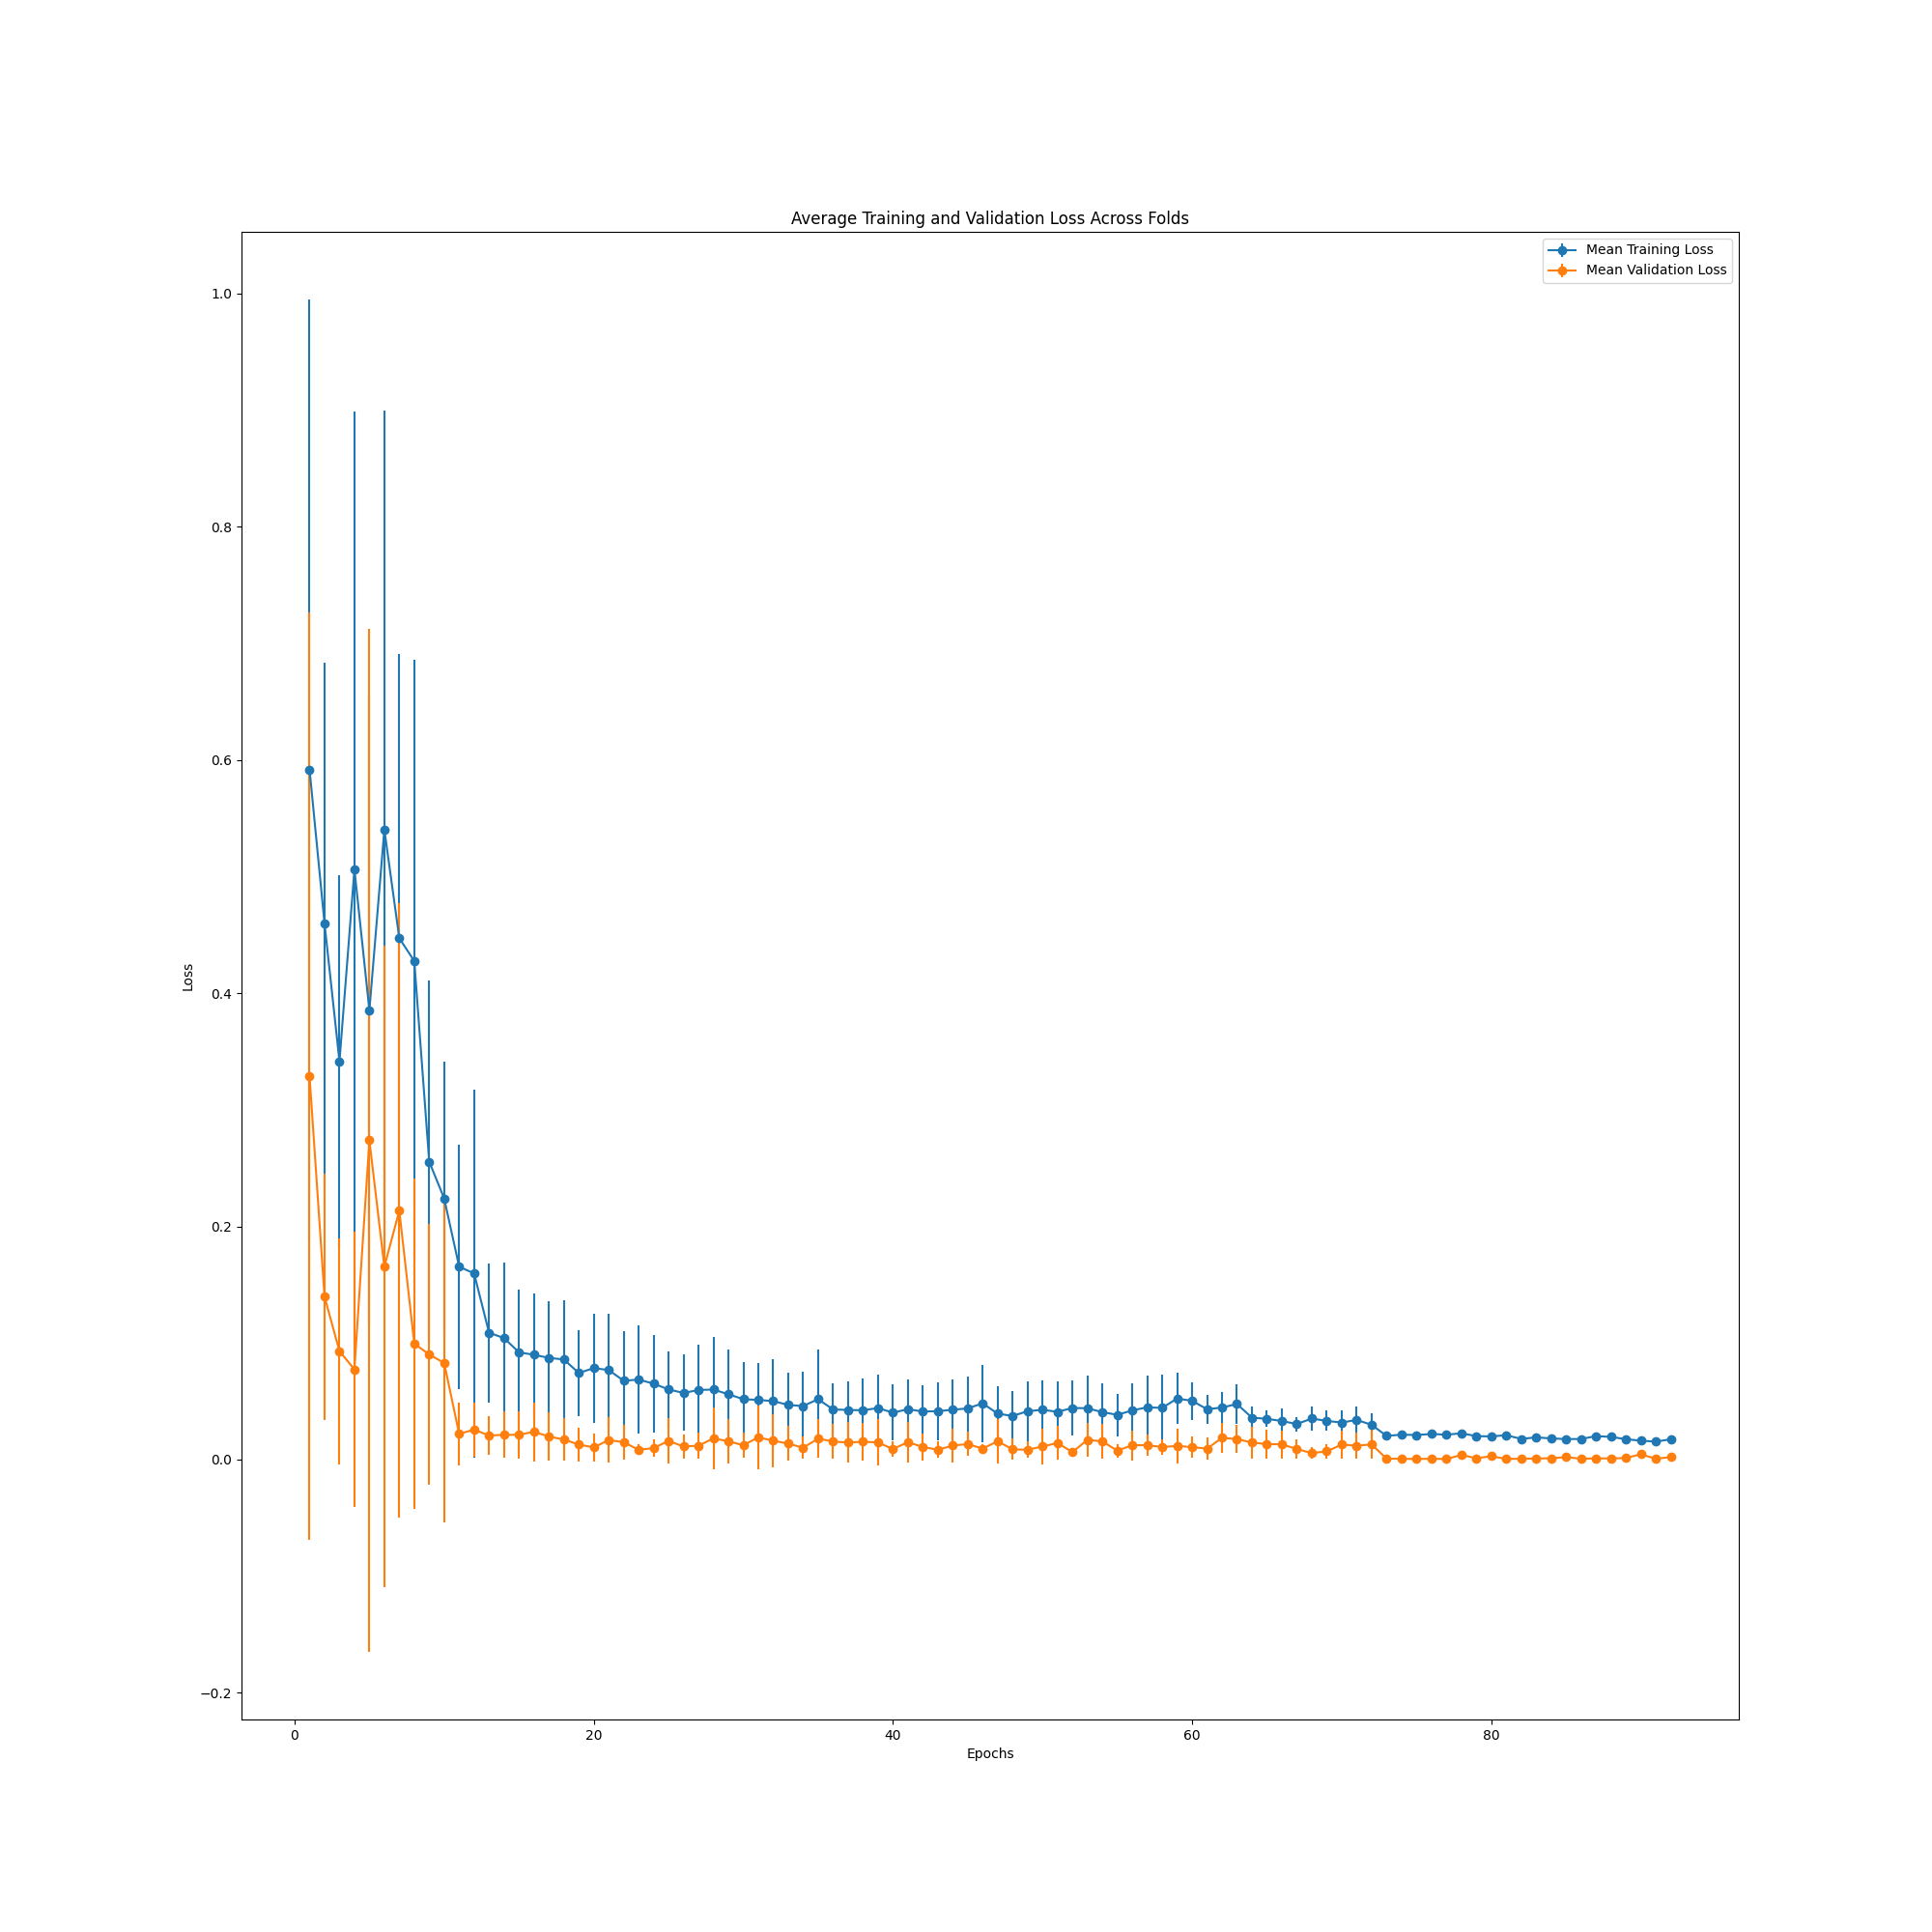 Average Training and Validation Loss Across Folds
Mean Training Loss
Mean Validation Loss
1.0
0.8
0.6
0.4
0.2
0.0
−0.2
Loss
0 20 40 60 80
Epochs